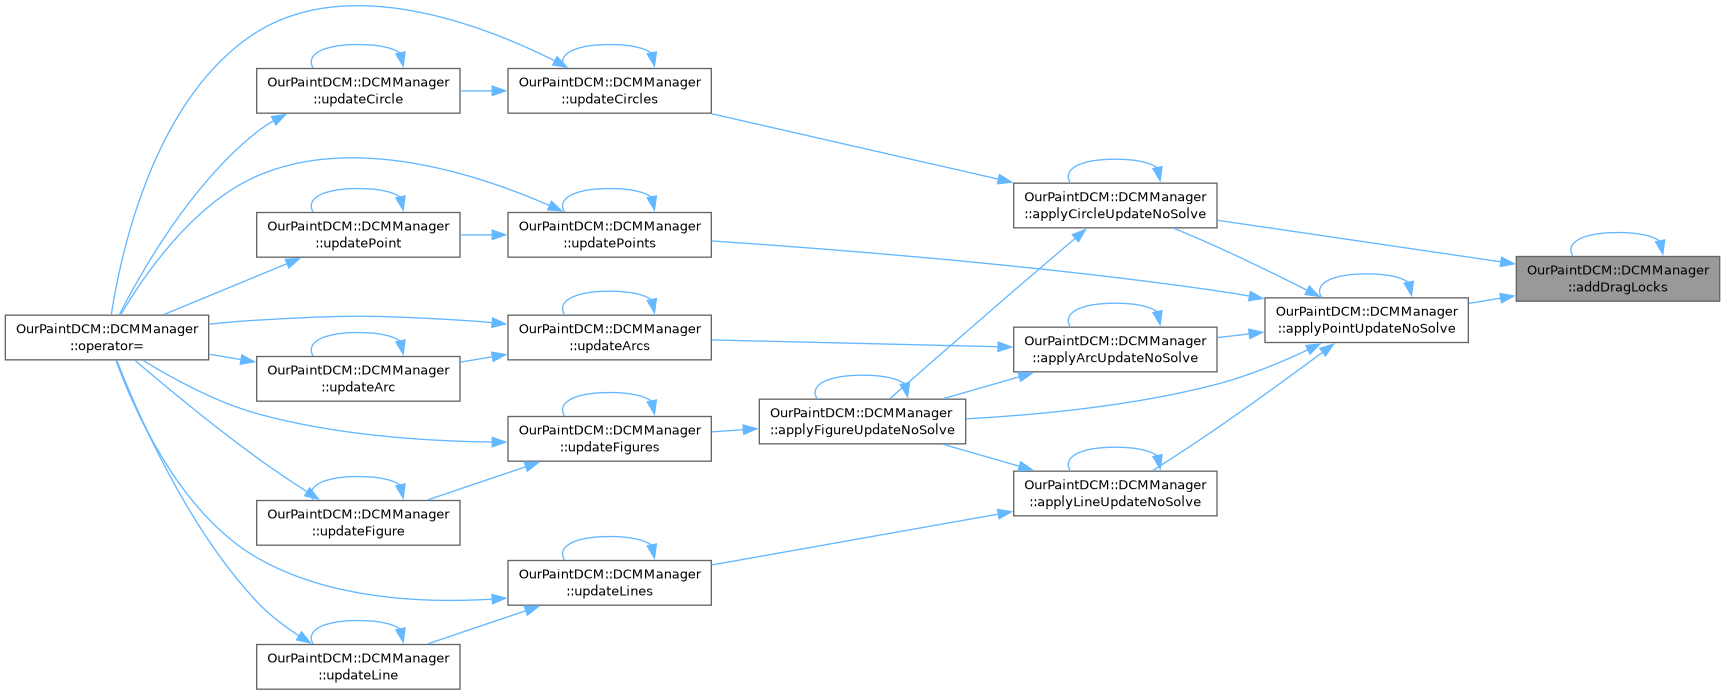 OurPaintDCM::DCMManager
::updateCircle
OurPaintDCM::DCMManager
::updateCircles
OurPaintDCM::DCMManager
::applyCircleUpdateNoSolve
OurPaintDCM::DCMManager
::updatePoint
OurPaintDCM::DCMManager
::updatePoints
OurPaintDCM::DCMManager
::addDragLocks
OurPaintDCM::DCMManager
::applyPointUpdateNoSolve
OurPaintDCM::DCMManager
::operator=
OurPaintDCM::DCMManager
::updateArcs
OurPaintDCM::DCMManager
::applyArcUpdateNoSolve
OurPaintDCM::DCMManager
::updateArc
OurPaintDCM::DCMManager
::applyFigureUpdateNoSolve
OurPaintDCM::DCMManager
::updateFigures
OurPaintDCM::DCMManager
::applyLineUpdateNoSolve
OurPaintDCM::DCMManager
::updateFigure
OurPaintDCM::DCMManager
::updateLines
OurPaintDCM::DCMManager
::updateLine